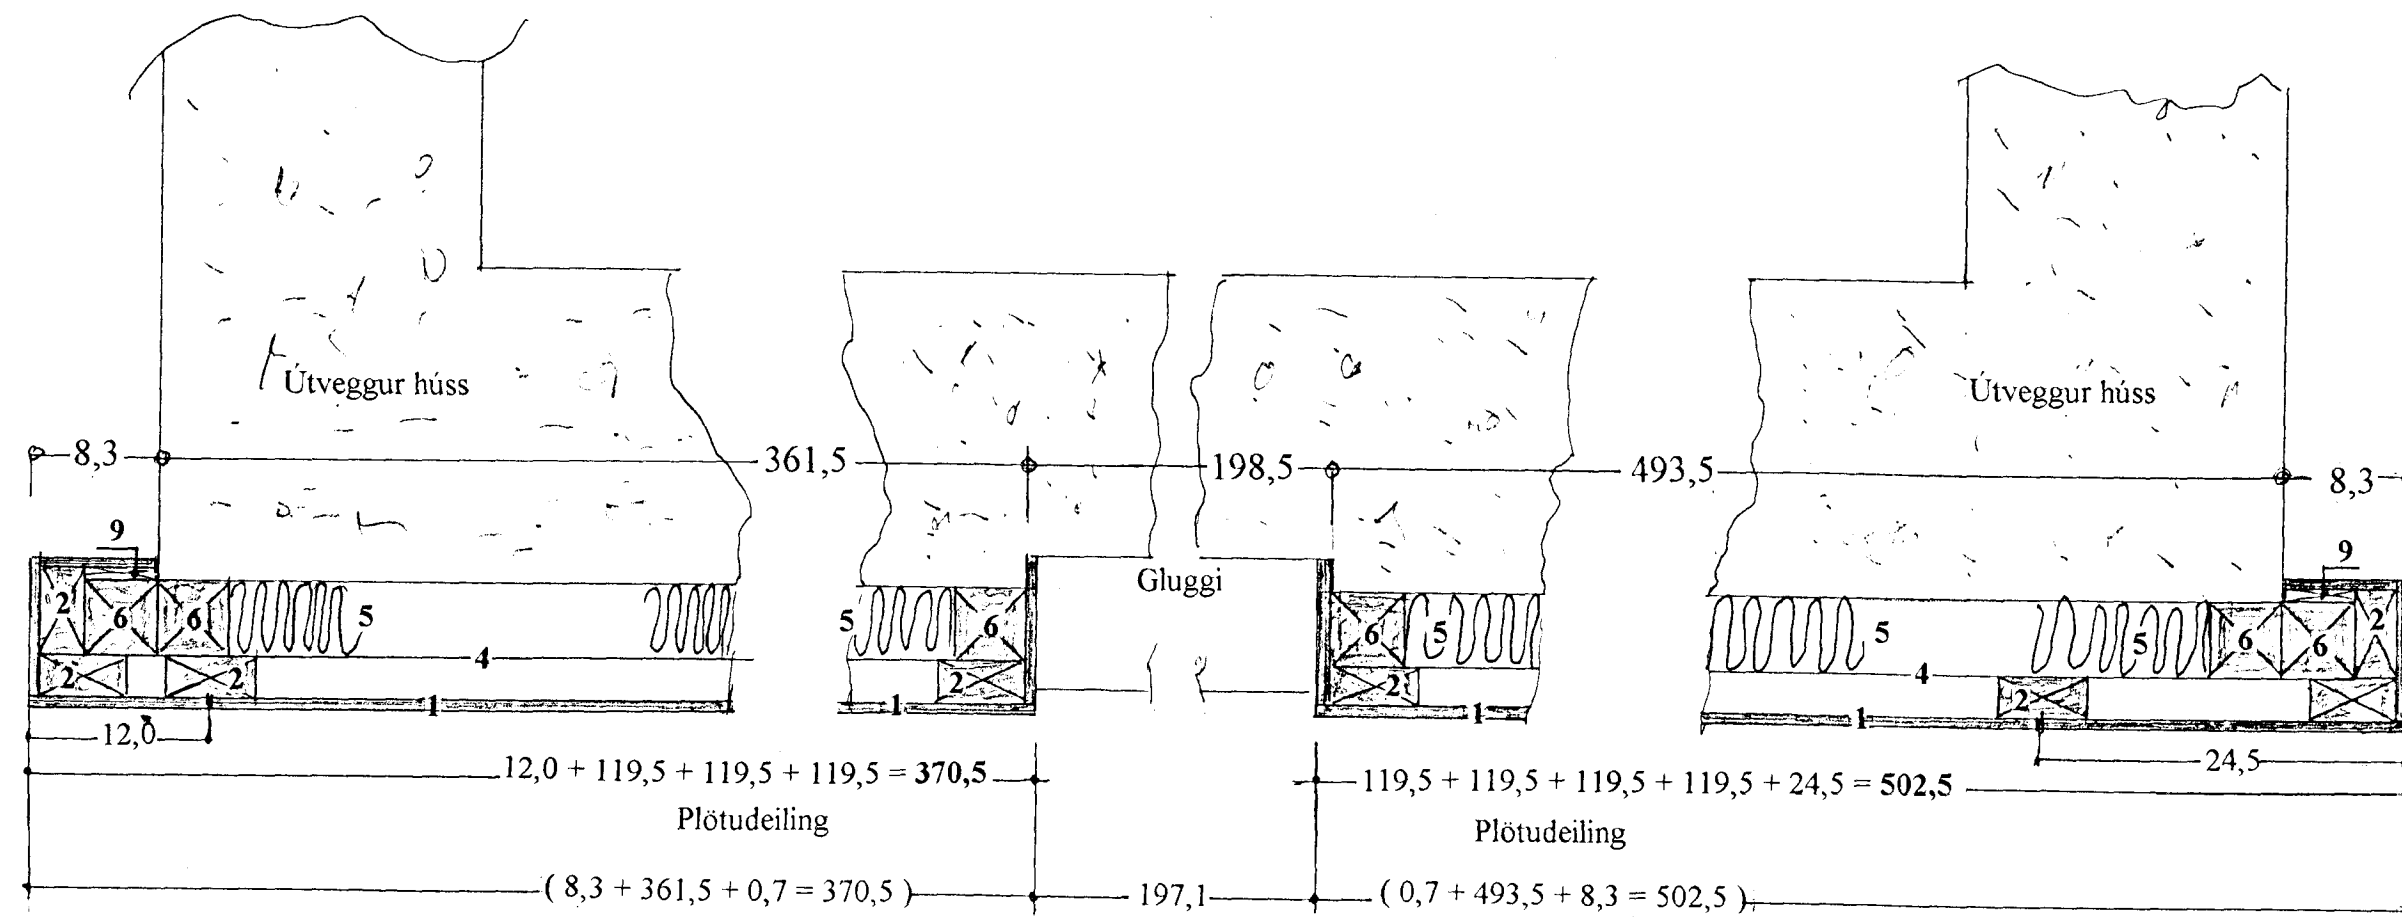 Útveggur húss
Útveggur húss
8,3 361,5 198,5 493,5 8,3
9
9
Gluggi
2 6 6 5 5 6 6 5 5 5 6 6 2
4
4
2 2 2 2 2
1 1 1 1
12,0
24,5
12,0 + 119,5 + 119,5 + 119,5 = 370,5
119,5 + 119,5 + 119,5 + 119,5 + 24,5 = 502,5
Plötudeiling
Plötudeiling
( 8,3 + 361,5 + 0,7 = 370,5 )
197,1
( 0,7 + 493,5 + 8,3 = 502,5 )